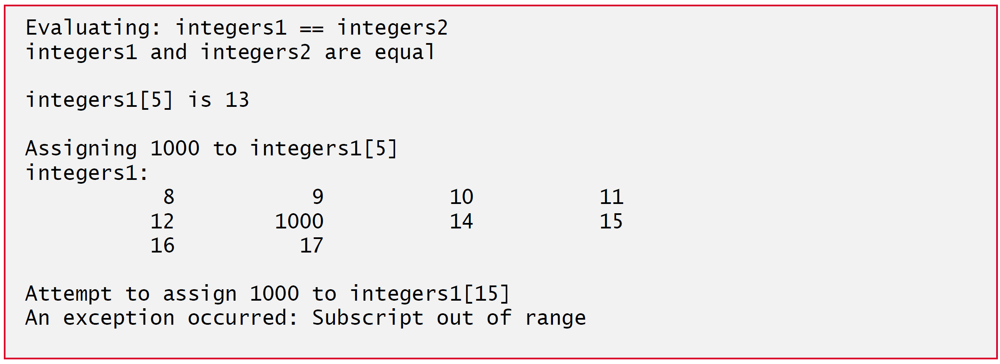 Evaluating: integers1 == integers2
integers1 and integers2 are equal
integers1[5] is 13
Assigning 1000 to integers1[5]
integers1:
8 9 10 11
12 1000 14 15
16 17
Attempt to assign 1000 to integers1[15]
An exception occurred: Subscript out of range